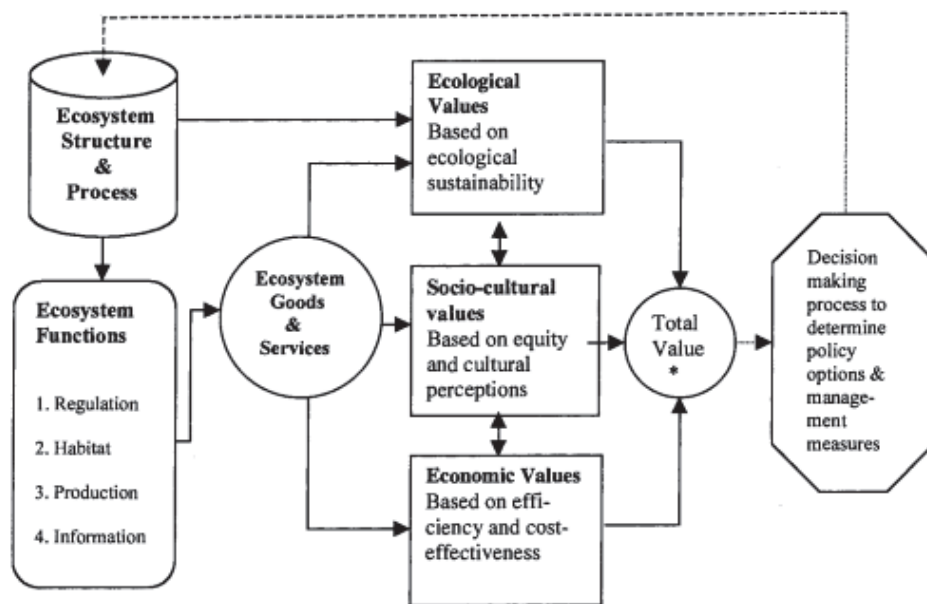 Ecosystem
Structure
&
Process
Ecosystem
Functions
1. Regulation
2. Habitat
3. Production
4. Information
Ecosystem
Goods
&
Services
Ecological
Values
Based on
ecological
sustainability
Socio-cultural
values
Based on equity
and cultural
perceptions
Economic Values
Based on effi-
ciency and cost-
effectiveness
Total
Value
*
Decision
making
process to
determine
policy
options &
manage-
ment
measures